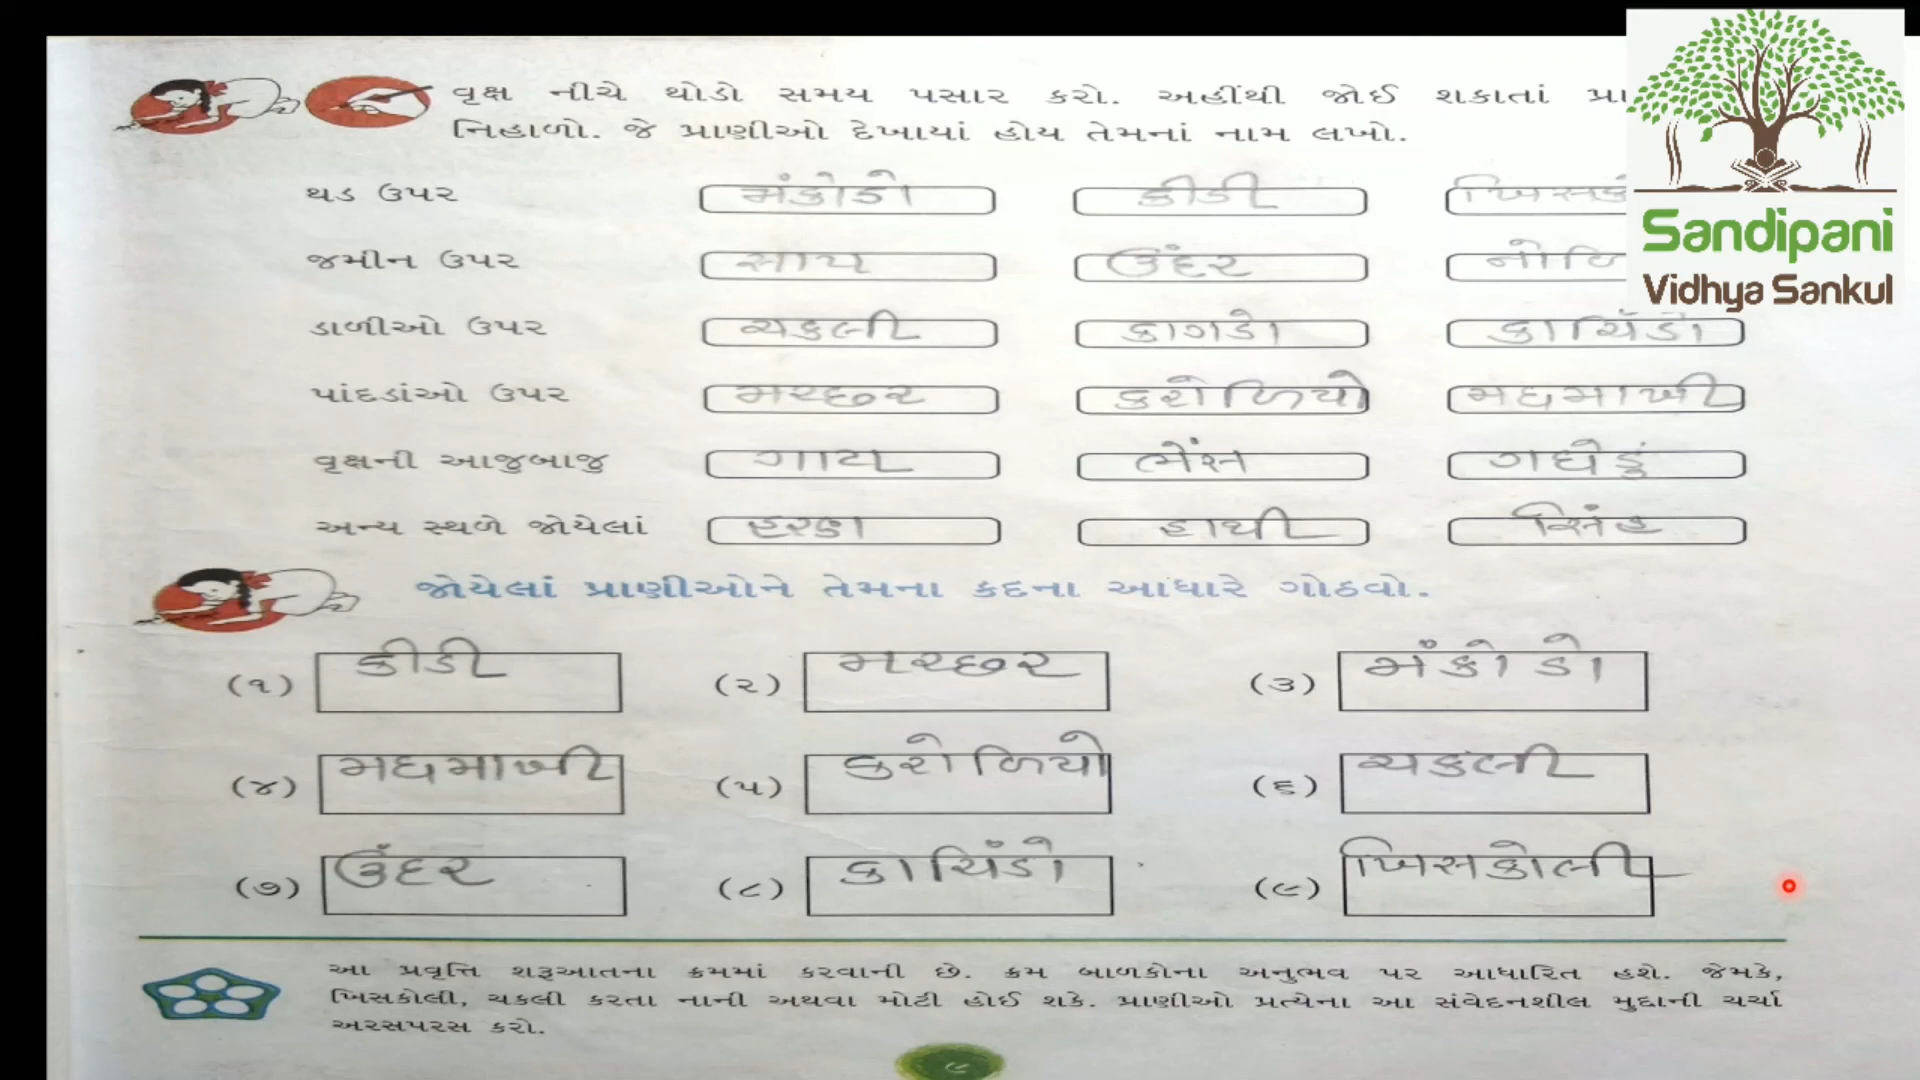 વૃક્ષ નીચે થોડો સમય પસાર કરો. અહીંથી જોઈ શકાતાં
નિહાળો. જે પ્રાણીઓ દેખાયાં હોય તેમનાં નામ લખો.
Sandipani
Vidhya Sankul
થડ ઉપર મંકોડો કીડી
જમીન ઉપર સાપ ઉંદર
ડાળીઓ ઉપર ચકલી કાગડો કાચિંડો
પાંદડાંઓ ઉપર મચ્છર કરોળિયો મધમાખી
વૃક્ષની આજુબાજુ ગાય ભેંસ ગધેડું
અન્ય સ્થળે જોયેલાં હરણ હાથી સિંહ
જોયેલાં પ્રાણીઓને તેમના કદના આધારે ગોઠવો.
(૧) કીડી (૨) મચ્છર (૩) મંકોડો
(૪) મધમાખી (૫) કરોળિયો (૬) ચકલી
(૭) ઉંદર (૮) કાચિંડો (૯) ખિસકોલી
આ પ્રવૃત્તિ શરૂઆતના ક્રમમાં કરવાની છે. ક્રમ બાળકોના અનુભવ પર આધારિત હશે. જેમકે,
ખિસકોલી, ચકલી કરતા નાની અથવા મોટી હોઈ શકે. પ્રાણીઓ પ્રત્યેના આ સંવેદનશીલ મુદ્દાની ચર્ચા
અરસપરસ કરો.
૯